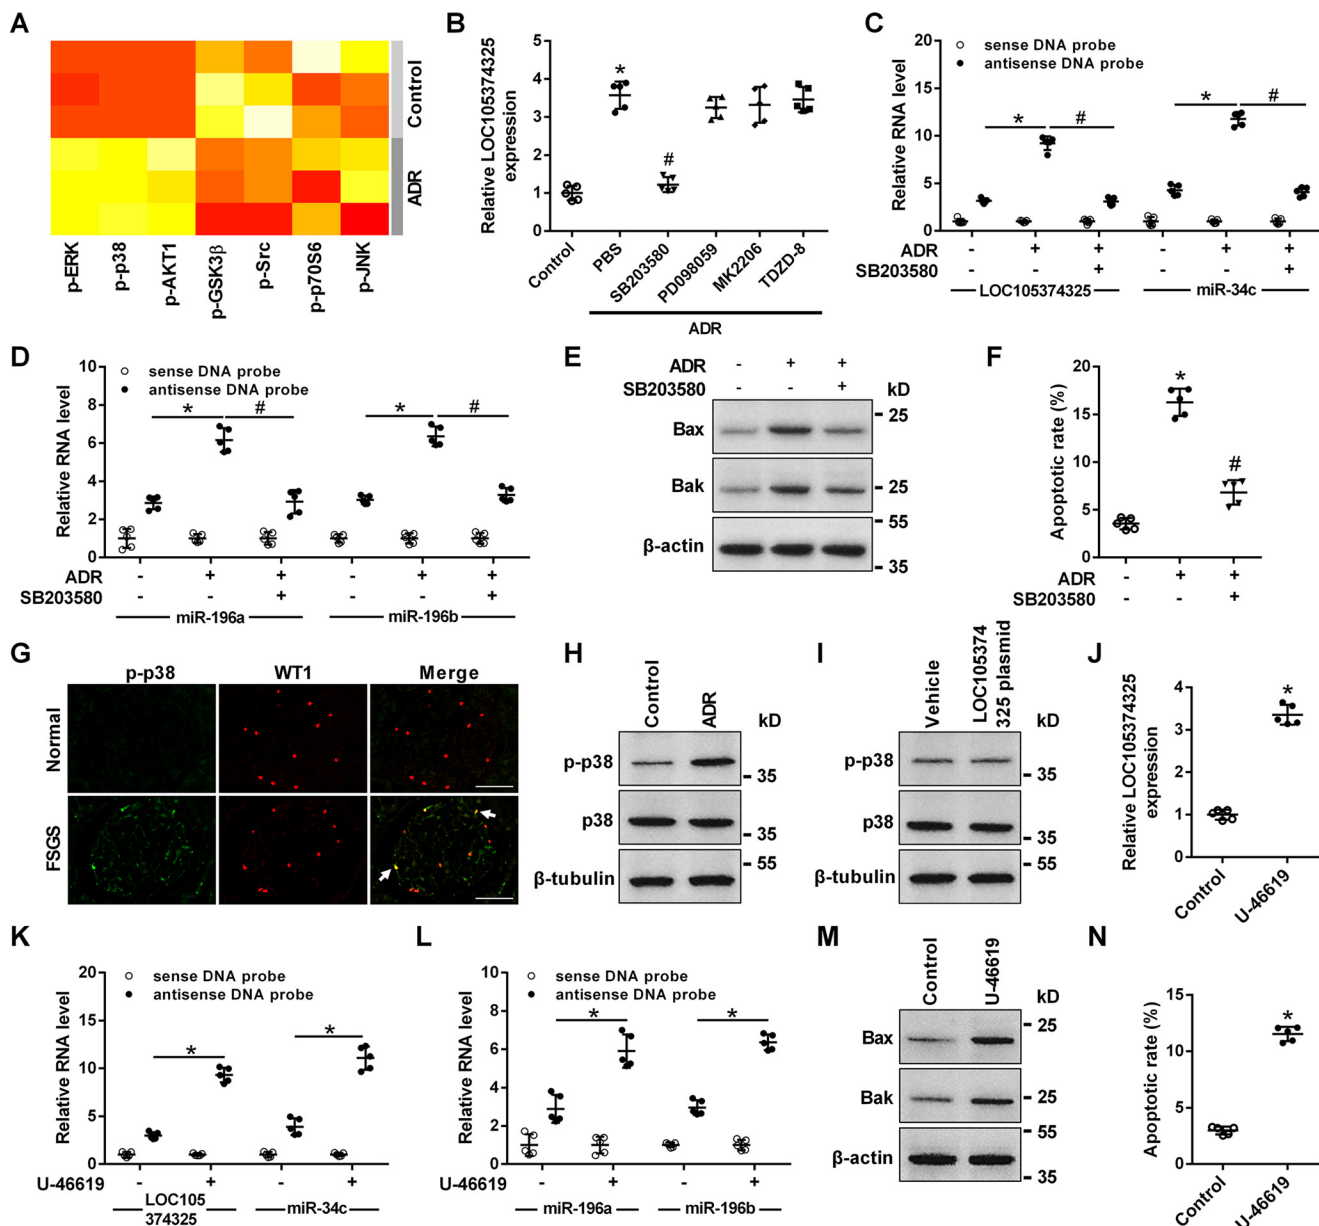 A
Control
ADR
p-ERK
p-p38
p-AKT1
p-GSK3β
p-Src
p-p70S6
p-JNK
B
Relative LOC105374325
expression
5
4
3
2
1
0
*
#
Control
PBS
SB203580
PD098059
MK2206
TDZD-8
ADR
C
sense DNA probe
antisense DNA probe
Relative RNA level
20
15
10
5
0
* # * #
ADR - + + - + +
SB203580 - - + - - +
LOC105374325 miR-34c
D
sense DNA probe
antisense DNA probe
Relative RNA level
10
8
6
4
2
0
* # * #
ADR - + + - + +
SB203580 - - + - - +
miR-196a miR-196b
E
ADR - + +
SB203580 - - + kD
Bax 25
Bak 25
55
β-actin
35
F
Apoptotic rate (%)
20
15
10
5
0
*
#
ADR - + +
SB203580 - - +
G
p-p38 WT1 Merge
Normal
FSGS
H
Control
ADR
kD
p-p38
35
p38
35
55
β-tubulin
I
Vehicle
LOC105374
325 plasmid
kD
p-p38
35
p38
35
55
β-tubulin
J
Relative LOC105374325
expression
4
3
2
1
0
*
Control
U-46619
K
sense DNA probe
antisense DNA probe
Relative RNA level
20
15
10
5
0
* *
U-46619 - + - +
LOC105
374325
miR-34c
L
sense DNA probe
antisense DNA probe
Relative RNA level
10
8
6
4
2
0
* *
U-46619 - + - +
miR-196a miR-196b
M
Control
U-46619
kD
Bax 25
Bak 25
55
β-actin
35
N
Apoptotic rate (%)
15
10
5
0
*
Control
U-46619